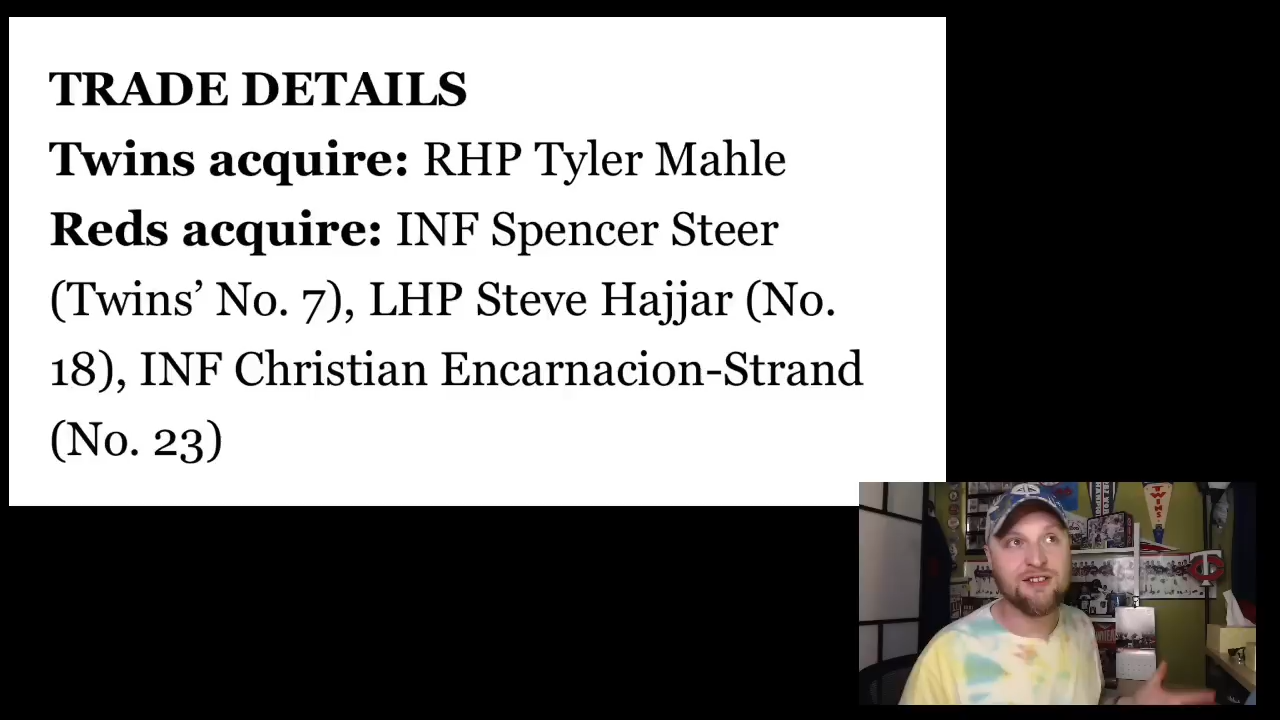 TRADE DETAILS
Twins acquire: RHP Tyler Mahle
Reds acquire: INF Spencer Steer
(Twins’ No. 7), LHP Steve Hajjar (No.
18), INF Christian Encarnacion-Strand
(No. 23)
TWINS